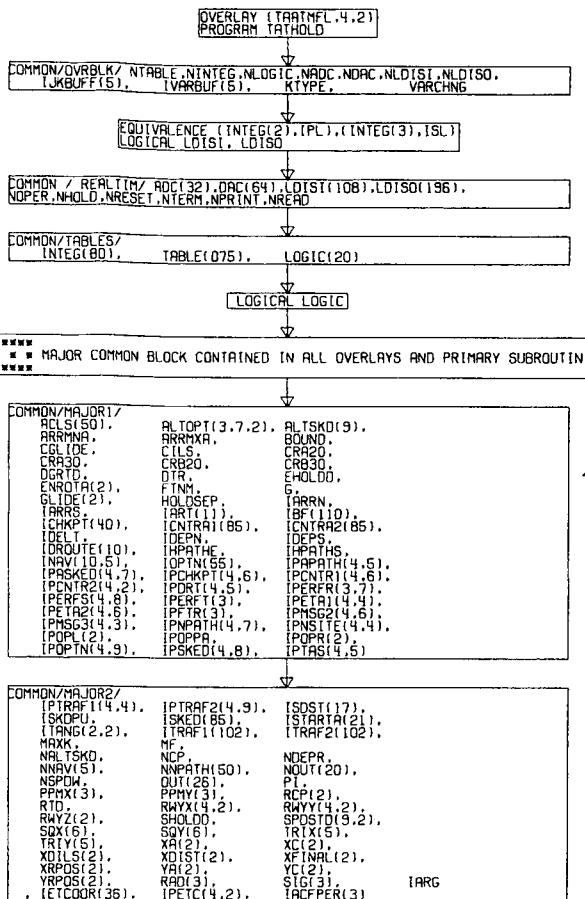 OVERLAY (TAATMFL,4,2)
PROGRAM TATHOLD
COMMON/OVRBLK/ NTABLE,NINTEG,NLOGIC,NADC,NDAC,NLDISI,NLDISO,
IJKBUFF(5), IVARBUF(5), KTYPE, VARCHNG
EQUIVALENCE (INTEG(2),IPL),(INTEG(3),ISL)
LOGICAL LDISI, LDISO
COMMON / REALTIM/ ADC(32),DAC(64),LDISI(108),LDISO(196),
NOPER,NHOLD,NRESET,NTERM,NPRINT,NREAD
COMMON/TABLES/
INTEG(80), TABLE(075), LOGIC(20)
LOGICAL LOGIC
MAJOR COMMON BLOCK CONTAINED IN ALL OVERLAYS AND PRIMARY SUBROUTIN
COMMON/MAJOR1/
ACLS(50), ALTOPT(3,7,2), ALTSKD(9),
ARRMNA, ARRMXA, BOUND,
CGLIDE, CILS, CRA20,
CRA30, CRB20, CRB30,
DGRTD, DTR, EHOLDD,
ENROTA(2), FTNM, G,
GLIDE(2), HOLDSEP, IARRN,
IARRS, IART(11), IBF(110),
ICHKPT(40), ICNTRA1(85), ICNTRA2(85),
IDELT, IDEPN, IDEPS,
IDROUTE(10), IHPATHE, IHPATHS,
INAV(10,5), IOPTN(55), IPAPATH(4,5),
IPASKED(4,7), IPCHKPT(4,6), IPCNTR1(4,6),
IPCNTR2(4,2), IPDRT(4,5), IPERFR(3,7),
IPERFS(4,8), IPERFT(3), IPETA1(4,4),
IPETA2(4,6), IPFTR(3), IPMSG2(4,6),
IPMSG3(4,3), IPNPATH(4,7), IPNSITE(4,4),
IPOPL(2), IPOPPA, IPOPR(2),
IPOPTN(4,9), IPSKED(4,8), IPTAS(4,5)
COMMON/MAJOR2/
IPTRAF1(4,4), IPTRAF2(4,9), ISDST(17),
ISKDPU, ISKED(85), ISTARTA(21),
ITANG(2,2), ITRAF1(102), ITRAF2(102),
MAXK, MF,
NALTSKD, NCP, NDEPR,
NNAV(5), NNPATH(50), NOUT(20),
NSPDW, OUT(26), PI,
PPMX(3), PPMY(3), RCP(2),
RTD, RWYX(4,2), RWYY(4,2),
RWYZ(2), SHOLDD, SPDSTD(9,2),
SQX(6), SQY(6), TRIX(5),
TRIY(5), XA(2), XC(2),
XDILS(2), XDIST(2), XFINAL(2),
XRPOS(2), YA(2), YC(2),
YRPOS(2), RAD(3), SIG(3), IARG
, IETCOOR(36), IPETC(4,2), IACFPER(3)